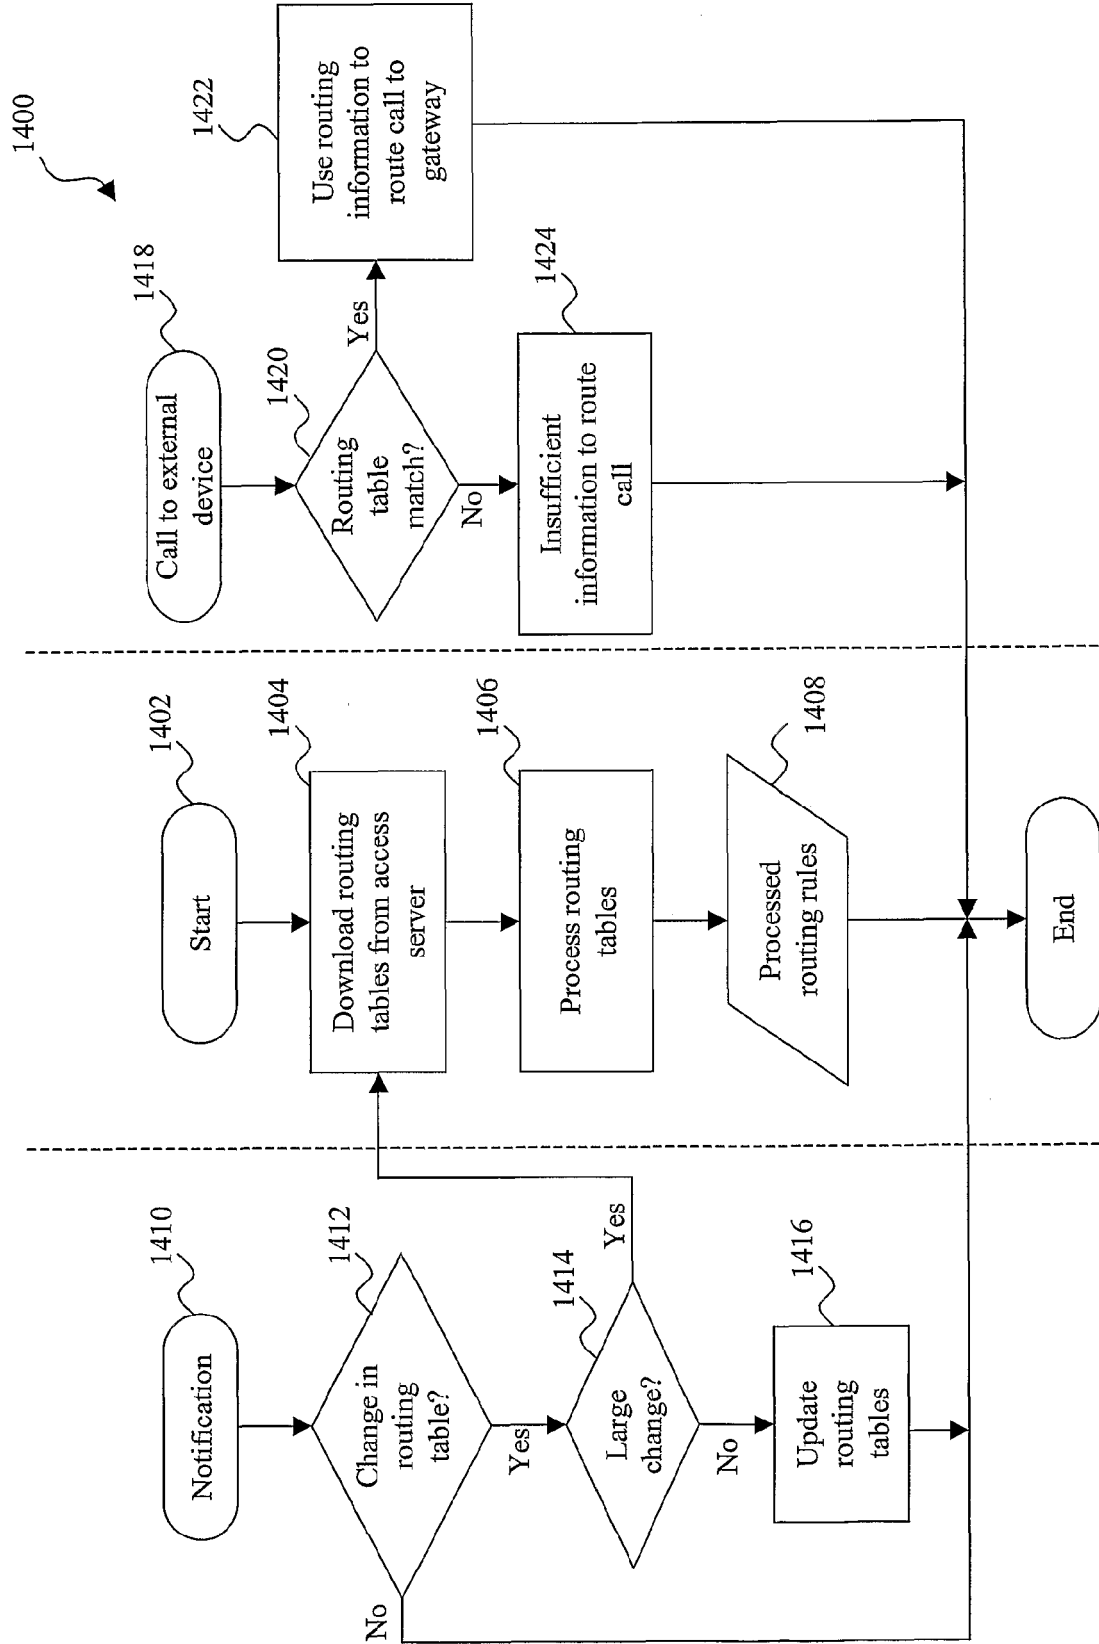 1400
1410
Notification
1412
Change in
routing
table?
No
Yes
1414
Large
change?
Yes
No
1416
Update
routing
tables
1402
Start
1404
Download routing
tables from access
server
1406
Process routing
tables
1408
Processed
routing rules
End
1418
Call to external
device
1420
Routing
table
match?
Yes
No
1422
Use routing
information to
route call to
gateway
1424
Insufficient
information to route
call